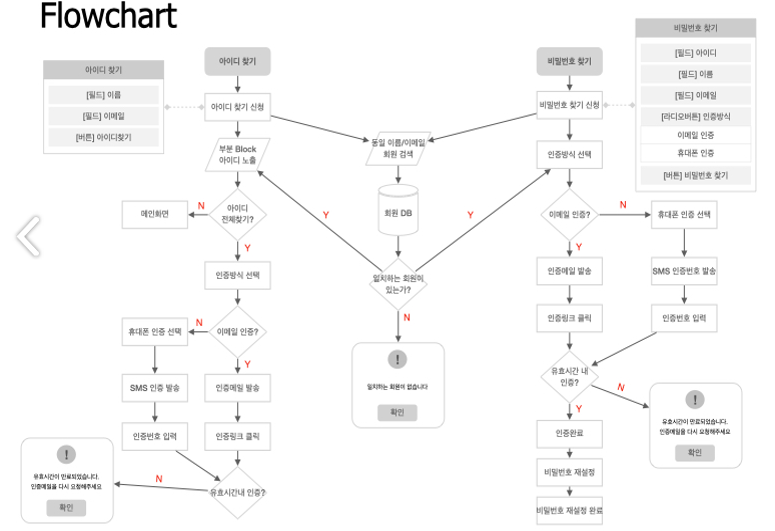 Flowchart
아이디 찾기
[필드] 이름
[필드] 이메일
[버튼] 아이디찾기
아이디 찾기
아이디 찾기 신청
부분 Block
아이디 노출
아이디
전체찾기?
N
메인화면
Y
인증방식 선택
이메일 인증?
N
휴대폰 인증 선택
SMS 인증 발송
인증번호 입력
Y
인증메일 발송
인증링크 클릭
유효시간내 인증?
N
!
유효시간이 만료되었습니다.
인증메일을 다시 요청해주세요
확인
동일 이름/이메일
회원 검색
회원 DB
일치하는 회원이
있는가?
Y
Y
N
!
일치하는 회원이 없습니다
확인
비밀번호 찾기
비밀번호 찾기 신청
인증방식 선택
이메일 인증?
N
휴대폰 인증 선택
SMS 인증번호 발송
인증번호 입력
Y
인증메일 발송
인증링크 클릭
유효시간 내
인증?
N
!
유호시간이 만료되었습니다.
인증메일을 다시 요청해주세요
확인
Y
인증완료
비밀번호 재설정
비밀번호 재설정 완료
비밀번호 찾기
[필드] 아이디
[필드] 이름
[필드] 이메일
[라디오버튼] 인증방식
이메일 인증
휴대폰 인증
[버튼] 비밀번호 찾기